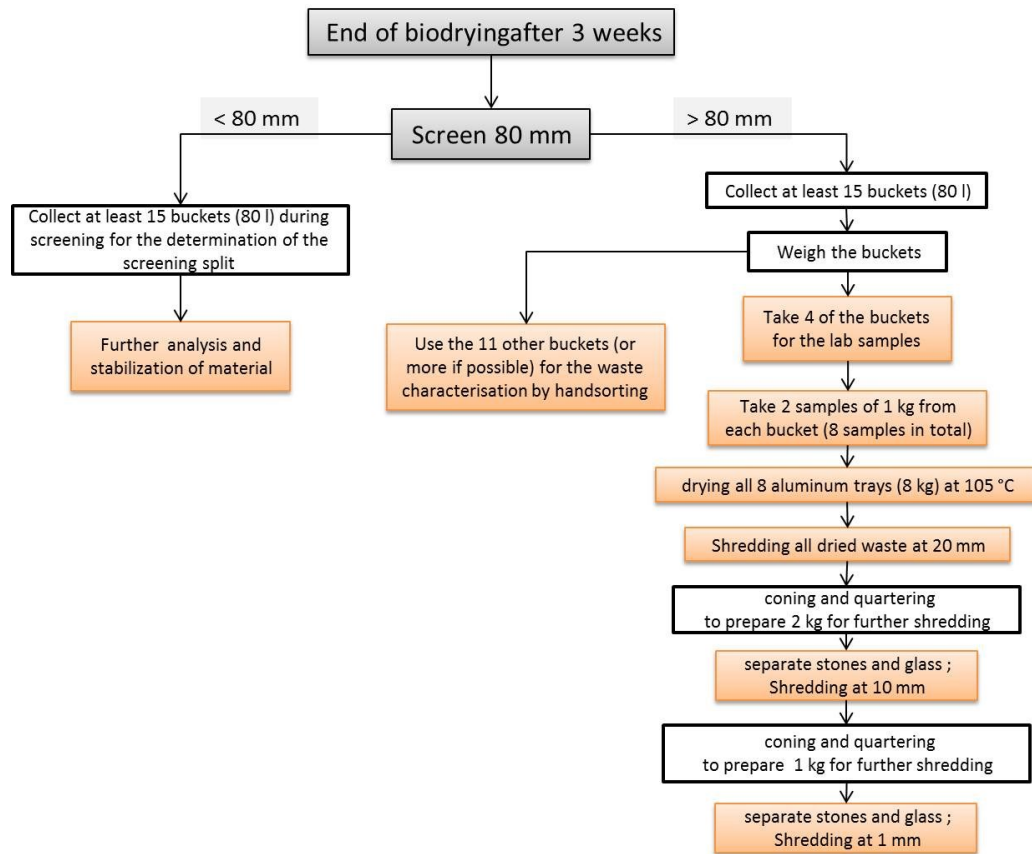 End of biodryingafter 3 weeks
< 80 mm
Screen 80 mm
> 80 mm
Collect at least 15 buckets (80 l) during
screening for the determination of the
screening split
Further analysis and
stabilization of material
Collect at least 15 buckets (80 l)
Weigh the buckets
Use the 11 other buckets (or
more if possible) for the waste
characterisation by handsorting
Take 4 of the buckets
for the lab samples
Take 2 samples of 1 kg from
each bucket (8 samples in total)
drying all 8 aluminum trays (8 kg) at 105 °C
Shredding all dried waste at 20 mm
coning and quartering
to prepare 2 kg for further shredding
separate stones and glass ;
Shredding at 10 mm
coning and quartering
to prepare 1 kg for further shredding
separate stones and glass ;
Shredding at 1 mm